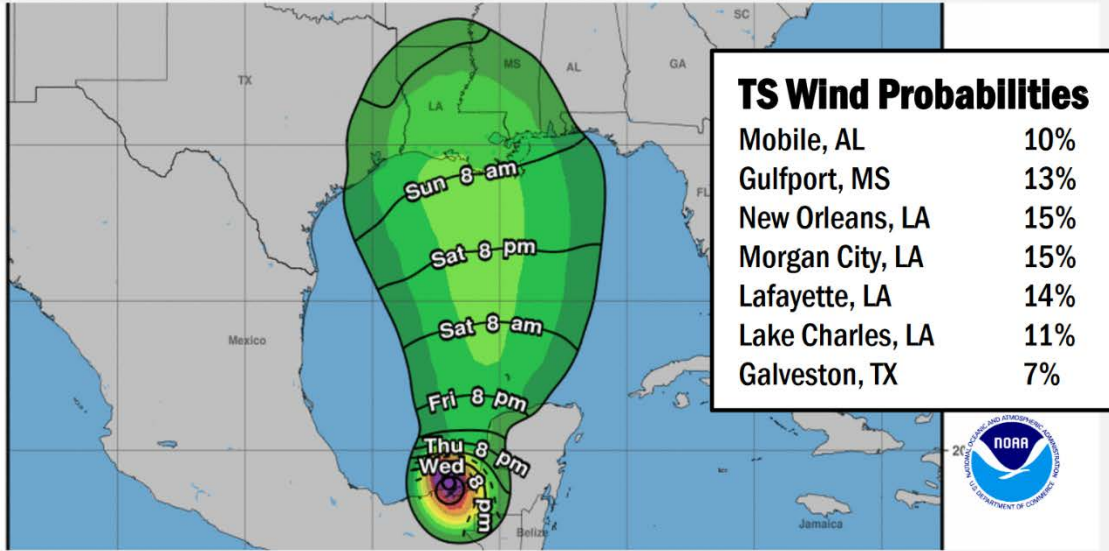 SC
TX
MS
AL
GA
LA
FL
Sun 8 am
Sat 8 pm
Sat 8 am
Mexico
Fri 8 pm
Thu 8 pm
Wed 8 pm
Belize
Jamaica
20
TS Wind Probabilities
Mobile, AL 10%
Gulfport, MS 13%
New Orleans, LA 15%
Morgan City, LA 15%
Lafayette, LA 14%
Lake Charles, LA 11%
Galveston, TX 7%
NATIONAL OCEANIC AND ATMOSPHERIC ADMINISTRATION
NOAA
U.S. DEPARTMENT OF COMMERCE